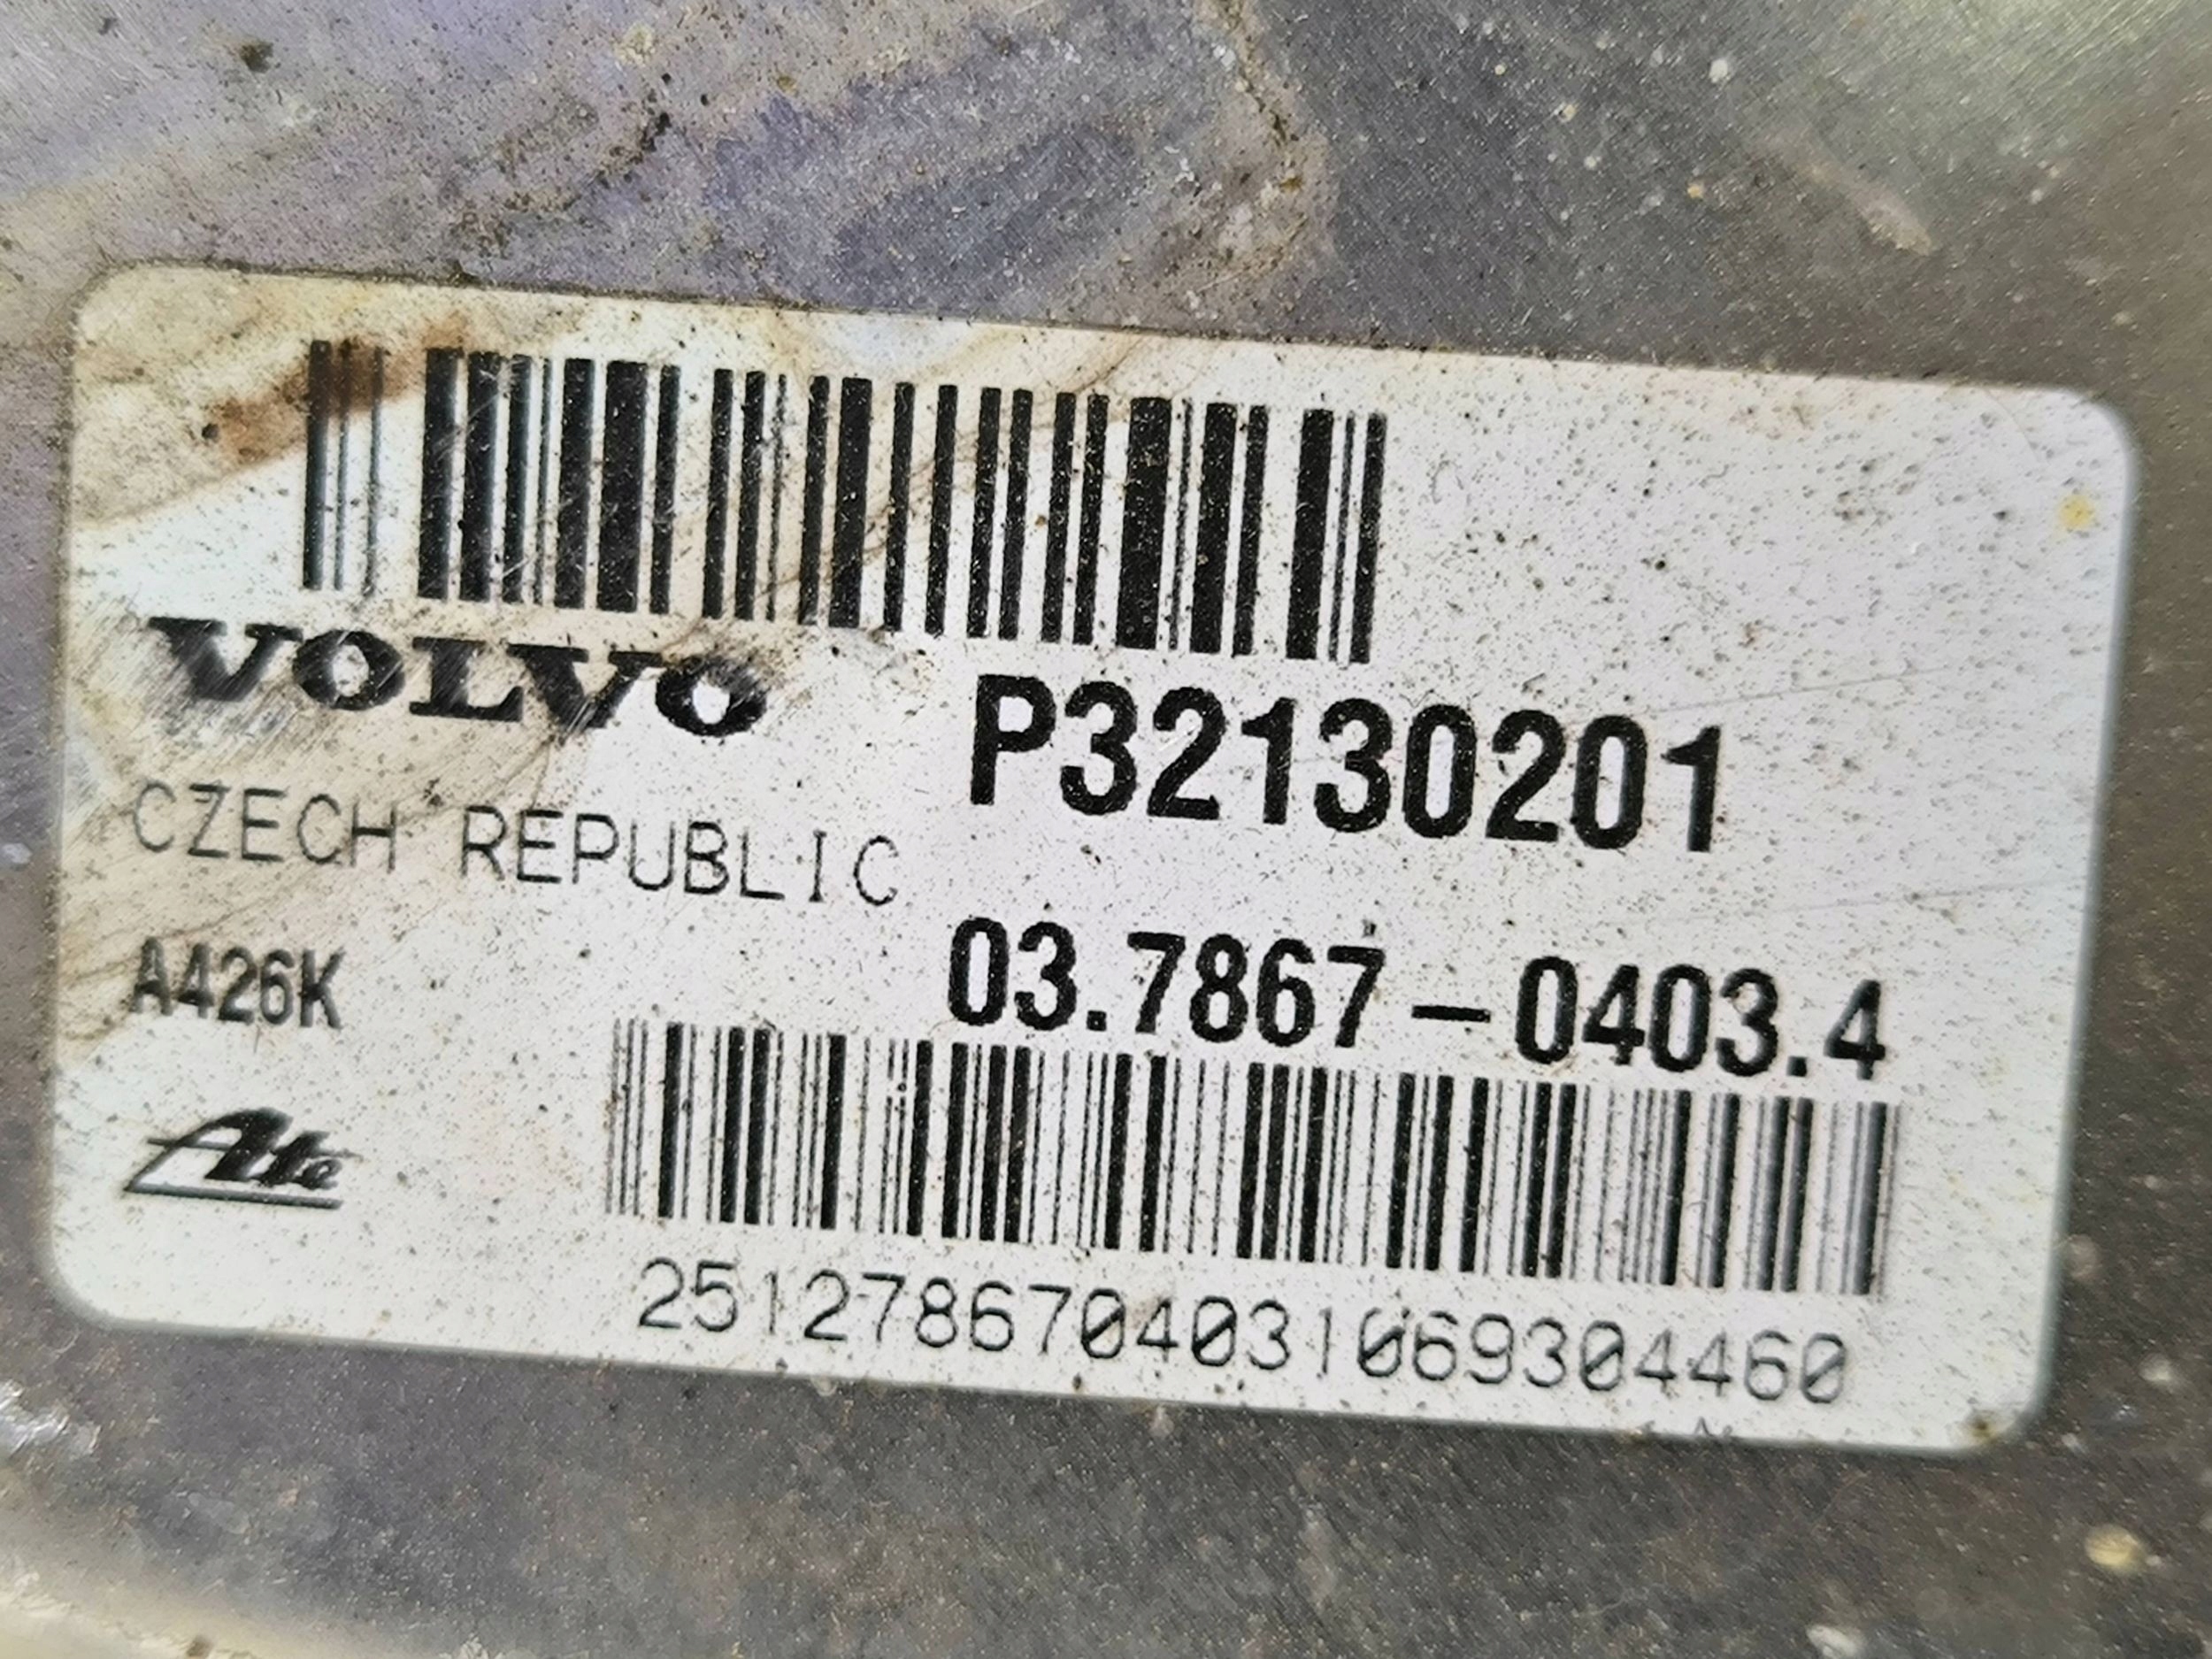 VOLVO P32130201
CZECH REPUBLIC
A426K 03.7867-0403.4
Ate
2512786704031069304460